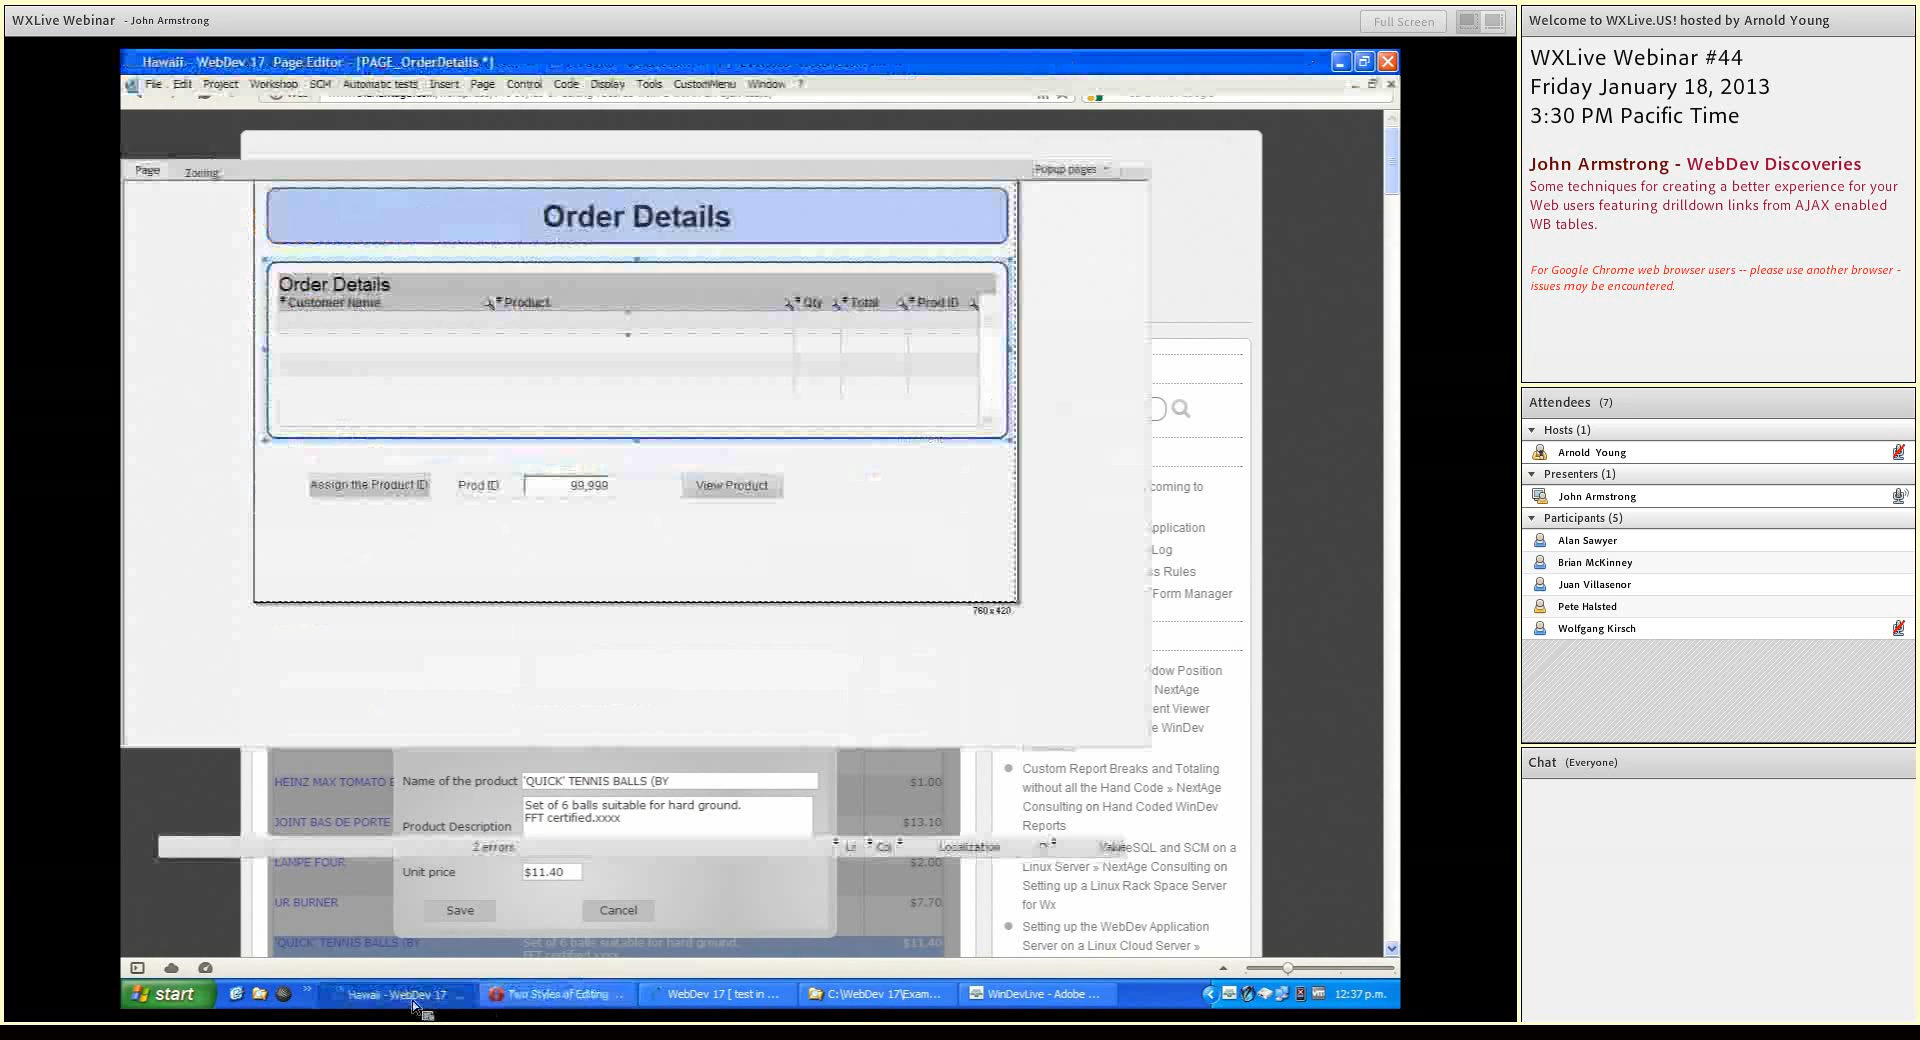 WXLive Webinar - John Armstrong
Full Screen
Hawaii - WebDev 17 Page Editor - [PAGE_OrderDetails *]
File Edit Project Workshop SCM Automatic tests Insert Page Control Code Display Tools CustomMenu Window ?
Page Zoning Popup pages
Order Details
Order Details
Customer Name Product Qty Total Prod ID
Assign the Product ID Prod ID 99,999 View Product
760 x 420
coming to
pplication
Log
ss Rules
Form Manager
dow Position
NextAge
ent Viewer
e WinDev
Custom Report Breaks and Totaling
without all the Hand Code » NextAge
Consulting on Hand Coded WinDev
Reports
eSQL and SCM on a
Linux Server » NextAge Consulting on
Setting up a Linux Rack Space Server
for Wx
Setting up the WebDev Application
Server on a Linux Cloud Server »
HEINZ MAX TOMATO Name of the product 'QUICK' TENNIS BALLS (BY $1.00
Set of 6 balls suitable for hard ground.
FFT certified.xxxx
JOINT BAS DE PORTE Product Description $13.10
2 errors Li Col Localization Value
LAMPE FOUR $2.00
Unit price $11.40
UR BURNER $7.70
Save Cancel
'QUICK' TENNIS BALLS (BY Set of 6 balls suitable for hard ground. $11.40
FFT certified.xxxx
start Hawaii - WebDev 17 ... Two Styles of Editing ... WebDev 17 [ test in ... C:\WebDev 17\Exam... WinDevLive - Adobe ... 12:37 p.m.
Welcome to WXLive.US! hosted by Arnold Young
WXLive Webinar #44
Friday January 18, 2013
3:30 PM Pacific Time
John Armstrong - WebDev Discoveries
Some techniques for creating a better experience for your
Web users featuring drilldown links from AJAX enabled
WB tables.
For Google Chrome web browser users -- please use another browser -
issues may be encountered.
Attendees (7)
Hosts (1)
Arnold Young
Presenters (1)
John Armstrong
Participants (5)
Alan Sawyer
Brian McKinney
Juan Villasenor
Pete Halsted
Wolfgang Kirsch
Chat (Everyone)